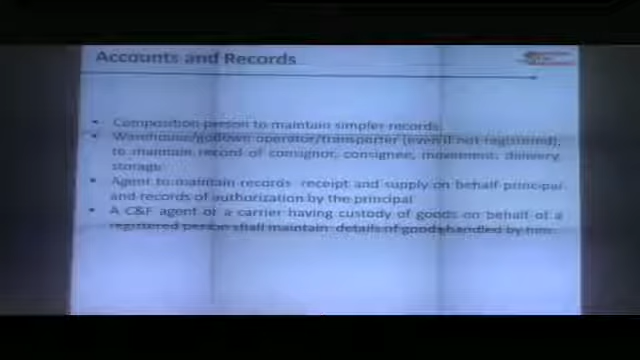 Accounts and Records
• Composition person to maintain simpler records
• Warehouse/godown operator/transporter (even if not registered),
to maintain record of consignor, consignee, movement, delivery,
storage
• Agent to maintain records receipt and supply on behalf principal
and records of authorization by the principal
• A C&F agent or a carrier having custody of goods on behalf of a
registered person shall maintain details of goods handled by him